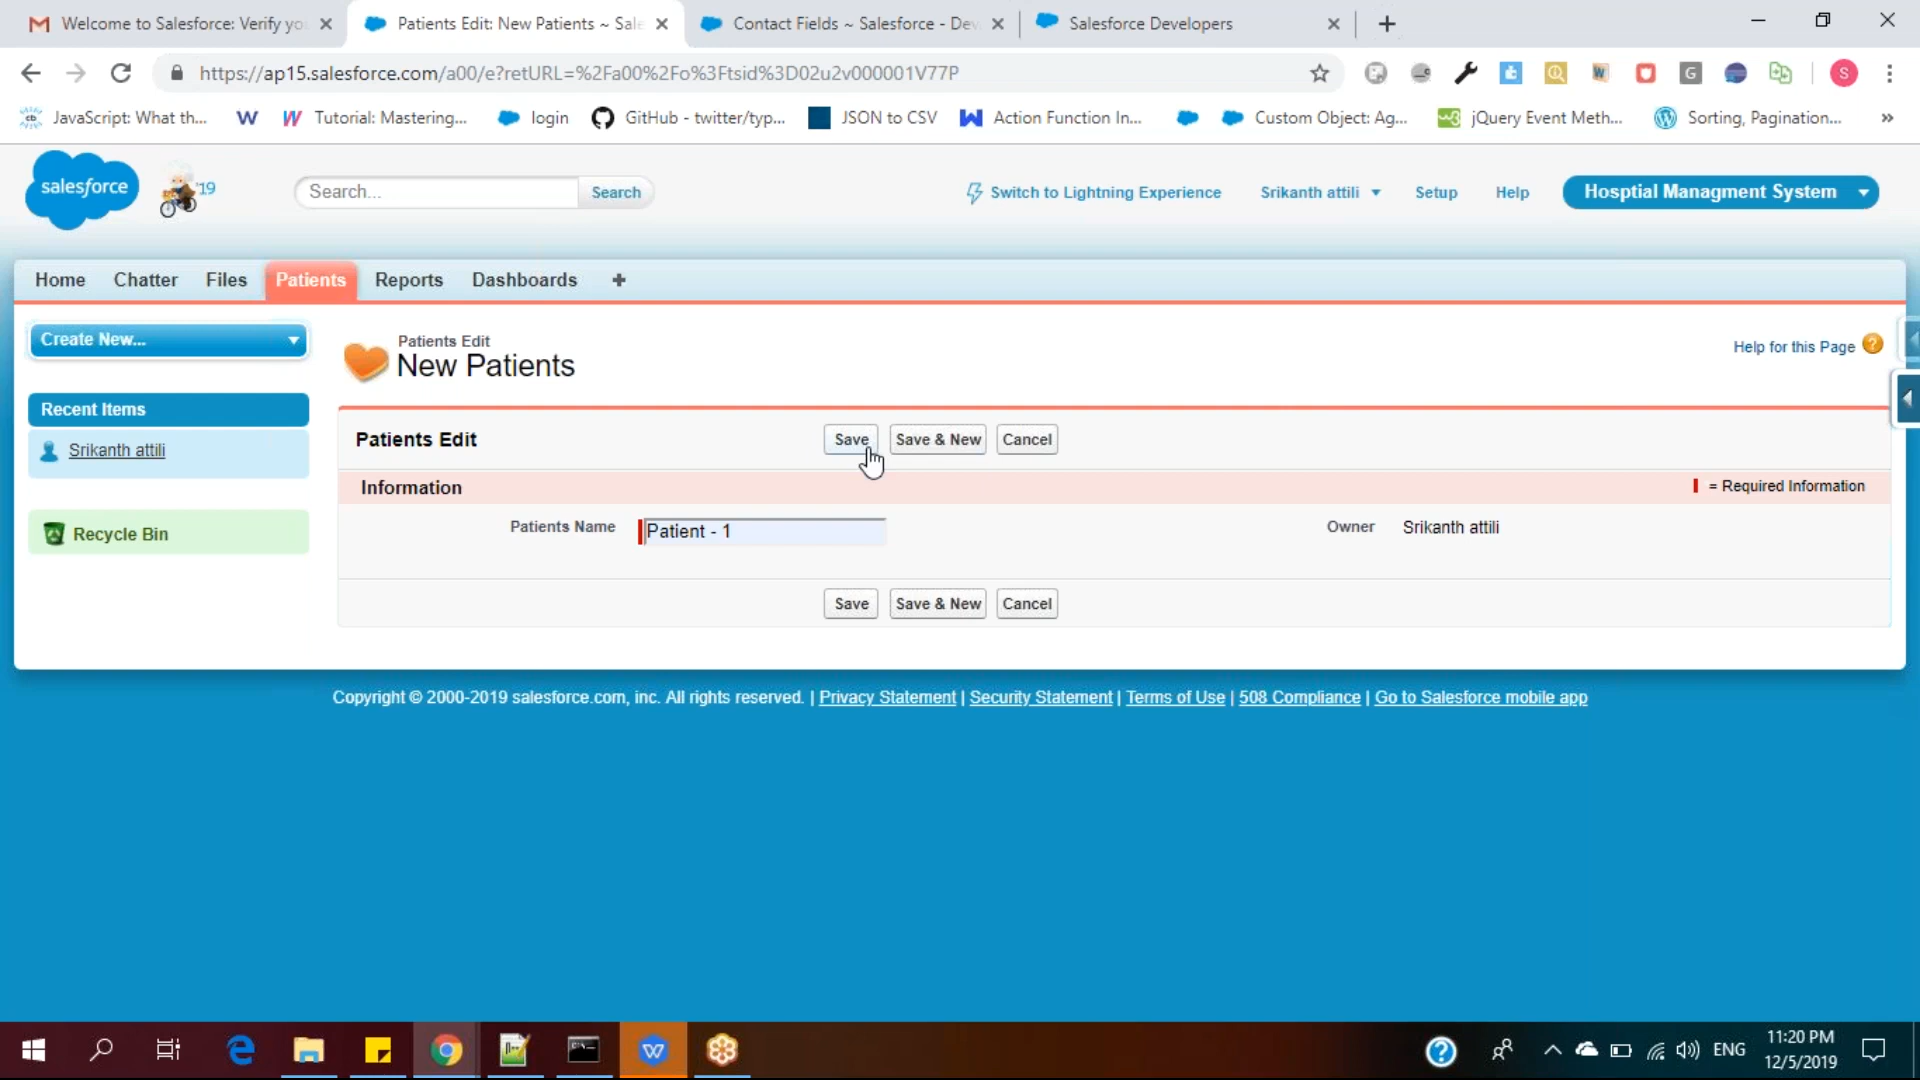 Welcome to Salesforce: Verify yo
Patients Edit: New Patients ~ Sale
Contact Fields ~ Salesforce - Dev
Salesforce Developers
https://ap15.salesforce.com/a00/e?retURL=%2Fa00%2Fo%3Ftsid%3D02u2v000001V77P
S
JavaScript: What th...
Tutorial: Mastering...
login
GitHub - twitter/typ...
JSON to CSV
Action Function In...
Custom Object: Ag...
jQuery Event Meth...
Sorting, Pagination...
»
salesforce
'19
Search...
Search
Switch to Lightning Experience
Srikanth attili
Setup
Help
Hosptial Managment System
Home
Chatter
Files
Patients
Reports
Dashboards
+
Create New...
Recent Items
Srikanth attili
Recycle Bin
Patients Edit
New Patients
Help for this Page
Patients Edit
Save
Save & New
Cancel
Information
= Required Information
Patients Name
Patient - 1
Owner
Srikanth attili
Save
Save & New
Cancel
Copyright © 2000-2019 salesforce.com, inc. All rights reserved. | Privacy Statement | Security Statement | Terms of Use | 508 Compliance | Go to Salesforce mobile app
ENG
11:20 PM
12/5/2019